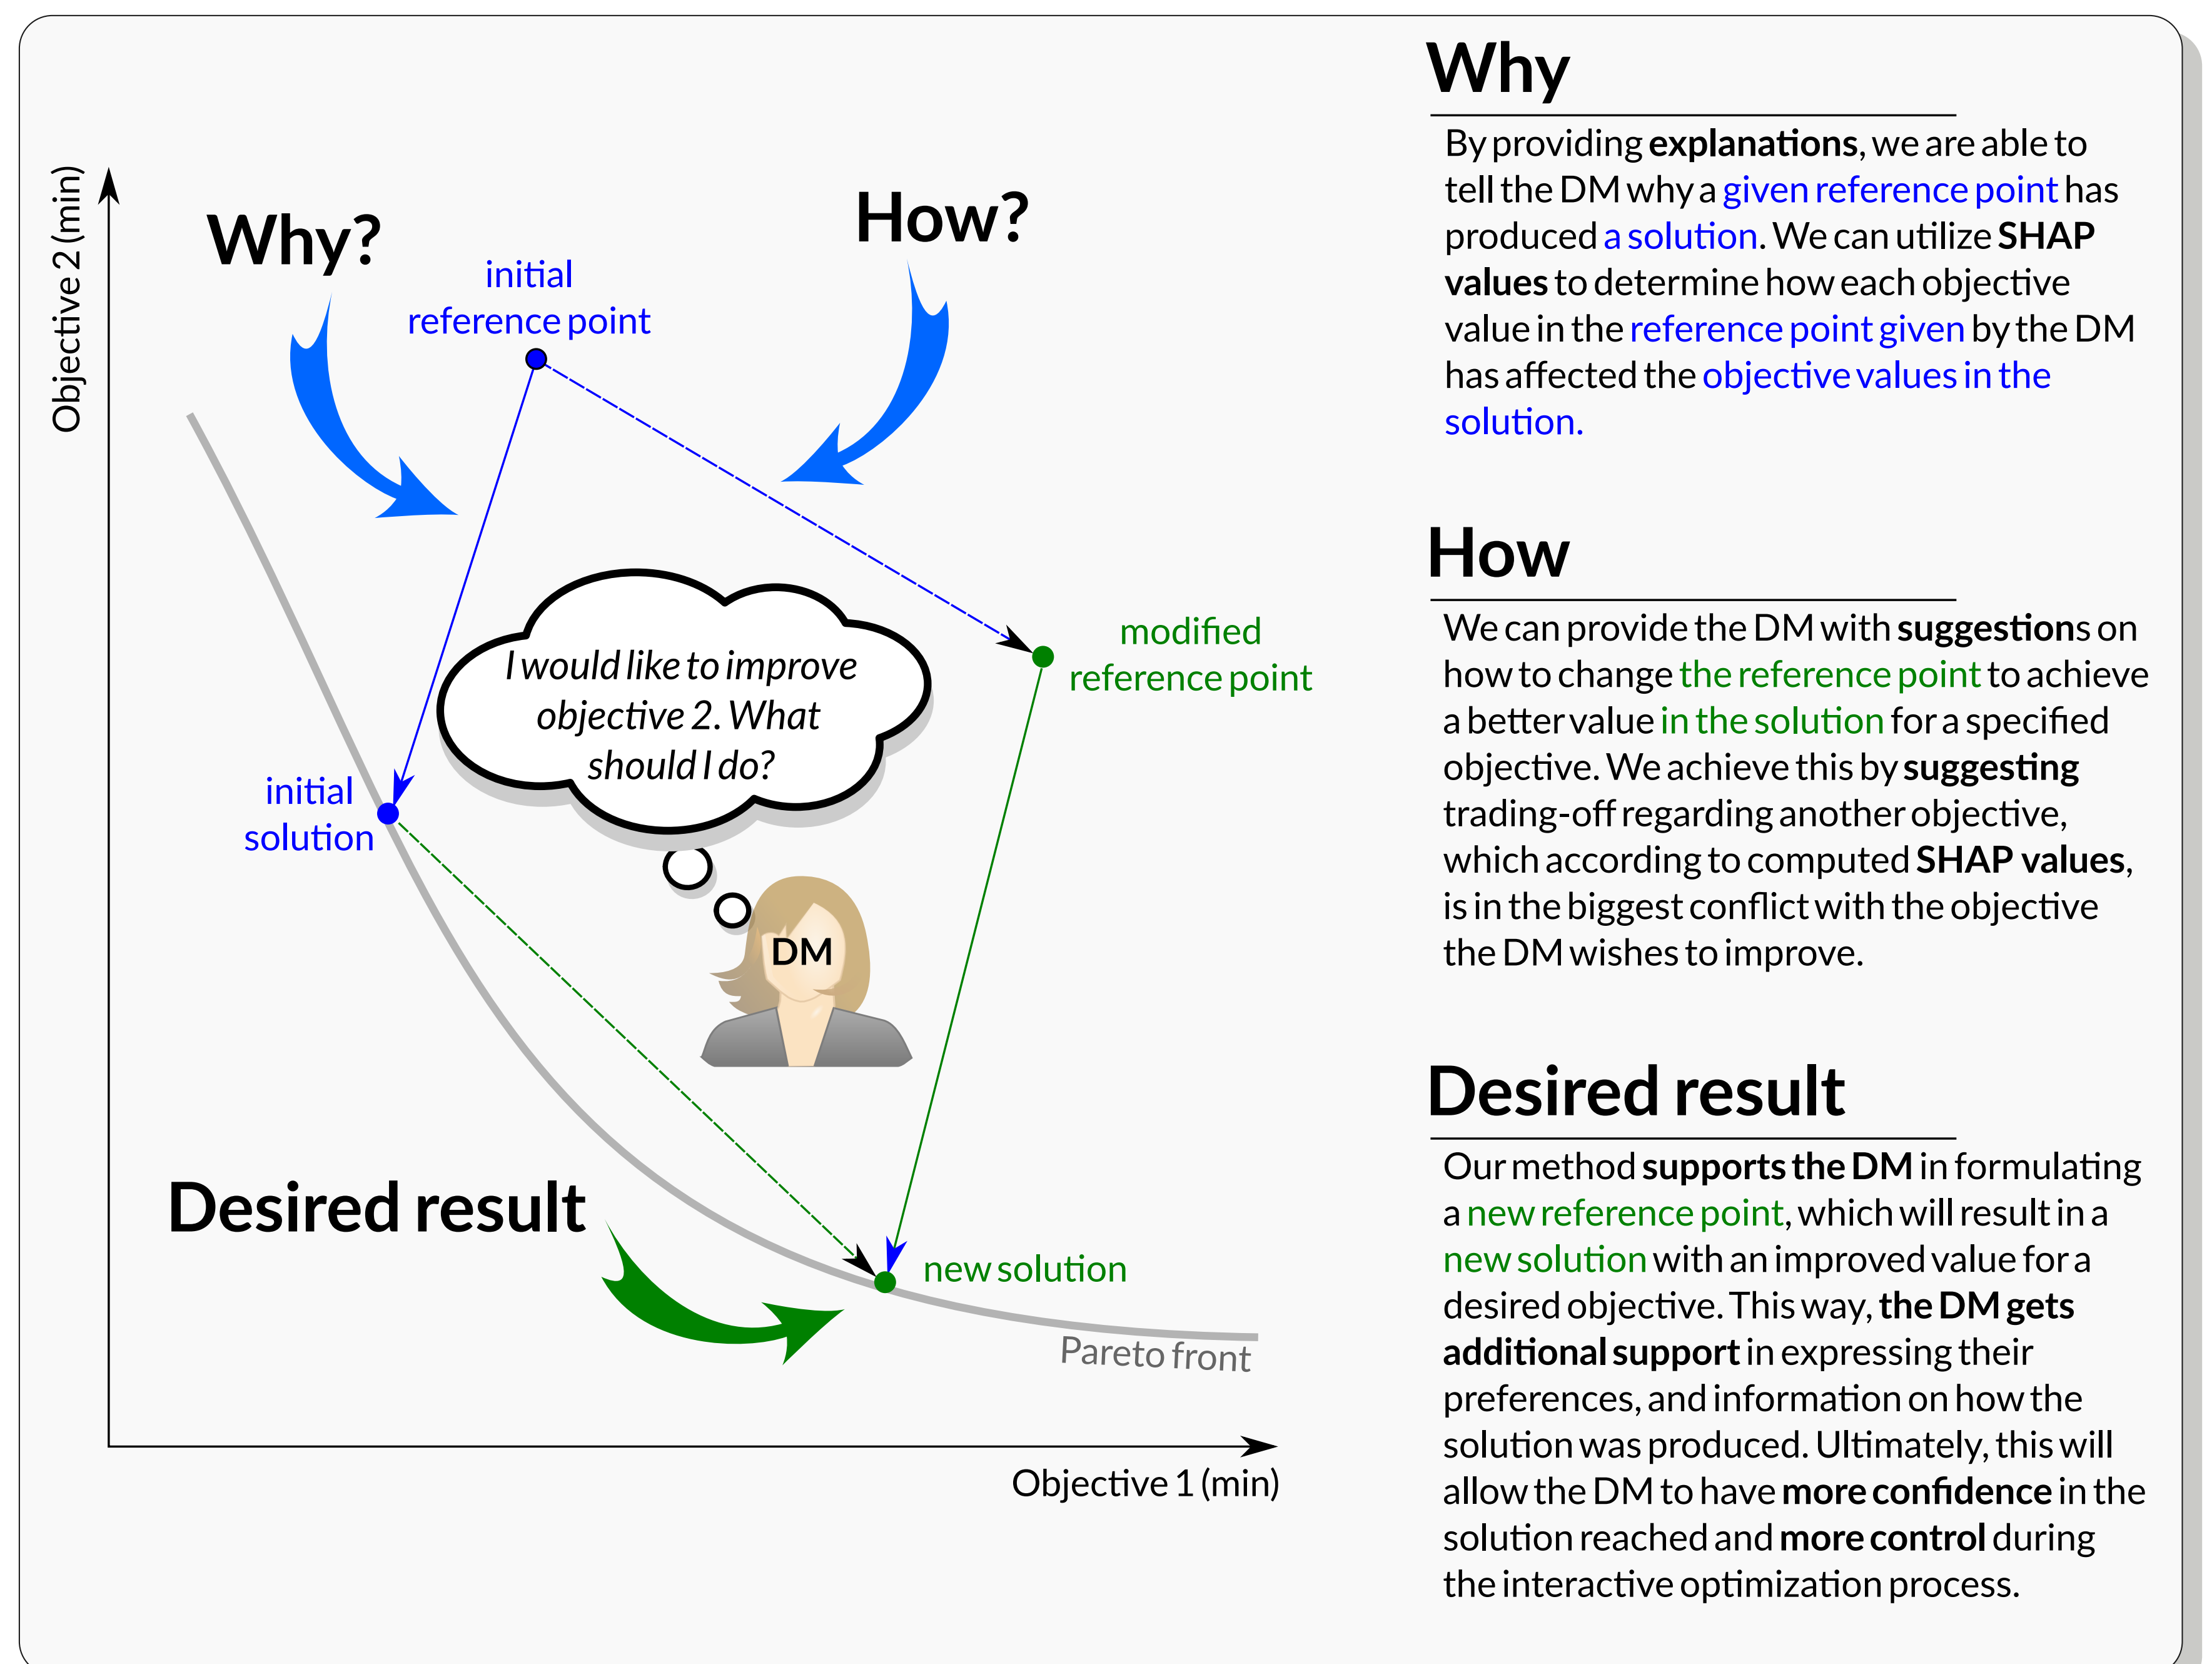 Why
By providing explanations, we are able to
tell the DM why a given reference point has
produced a solution. We can utilize SHAP
values to determine how each objective
value in the reference point given by the DM
has affected the objective values in the
solution.
How
We can provide the DM with suggestions on
how to change the reference point to achieve
a better value in the solution for a specified
objective. We achieve this by suggesting
trading-off regarding another objective,
which according to computed SHAP values,
is in the biggest conflict with the objective
the DM wishes to improve.
Desired result
Our method supports the DM in formulating
a new reference point, which will result in a
new solution with an improved value for a
desired objective. This way, the DM gets
additional support in expressing their
preferences, and information on how the
solution was produced. Ultimately, this will
allow the DM to have more confidence in the
solution reached and more control during
the interactive optimization process.
Objective 2 (min)
Why?
How?
initial
reference point
I would like to improve
objective 2. What
should I do?
modified
reference point
initial
solution
DM
Desired result
new solution
Pareto front
Objective 1 (min)